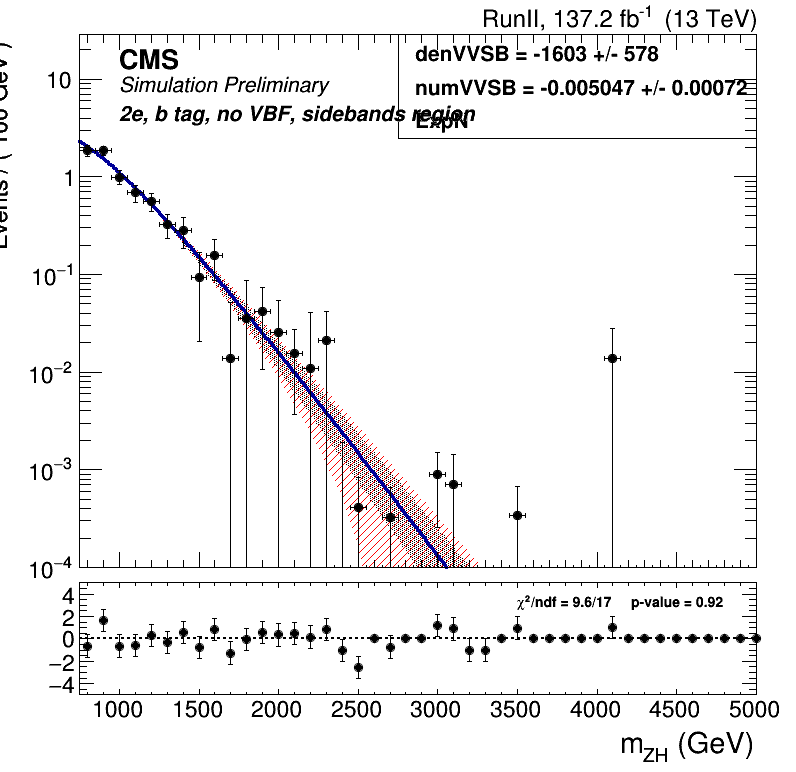 RunII, 137.2 fb-1 (13 TeV)
CMS
Simulation Preliminary
2e, b tag, no VBF, sidebands region
denVVSB = -1603 +/- 578
numVVSB = -0.005047 +/- 0.00072
ExpN
Events / ( 100 GeV )
10
1
10−1
10−2
10−3
10−4
χ2/ndf = 9.6/17 p-value = 0.92
4
2
0
−2
−4
1000 1500 2000 2500 3000 3500 4000 4500 5000
mZH (GeV)